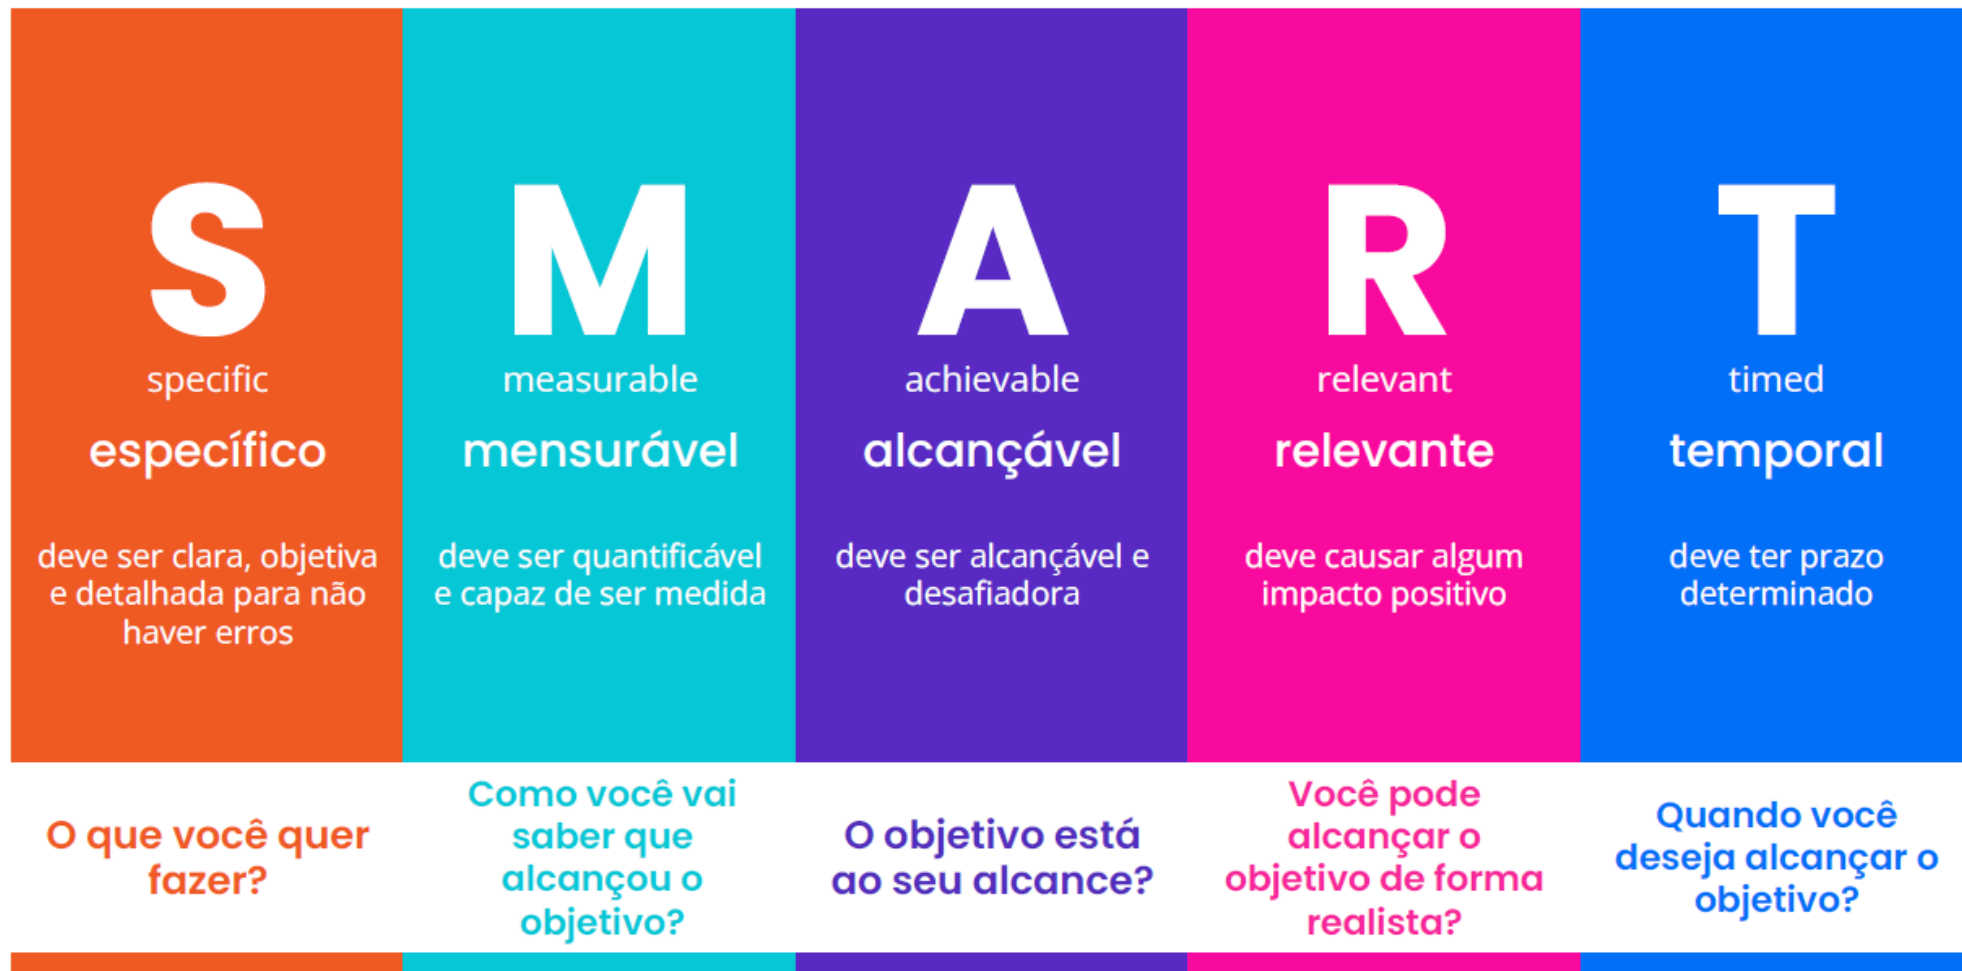 S
specific
específico
deve ser clara, objetiva
e detalhada para não
haver erros
O que você quer
fazer?
M
measurable
mensurável
deve ser quantificável
e capaz de ser medida
Como você vai
saber que
alcançou o
objetivo?
A
achievable
alcançável
deve ser alcançável e
desafiadora
O objetivo está
ao seu alcance?
R
relevant
relevante
deve causar algum
impacto positivo
Você pode
alcançar o
objetivo de forma
realista?
T
timed
temporal
deve ter prazo
determinado
Quando você
deseja alcançar o
objetivo?